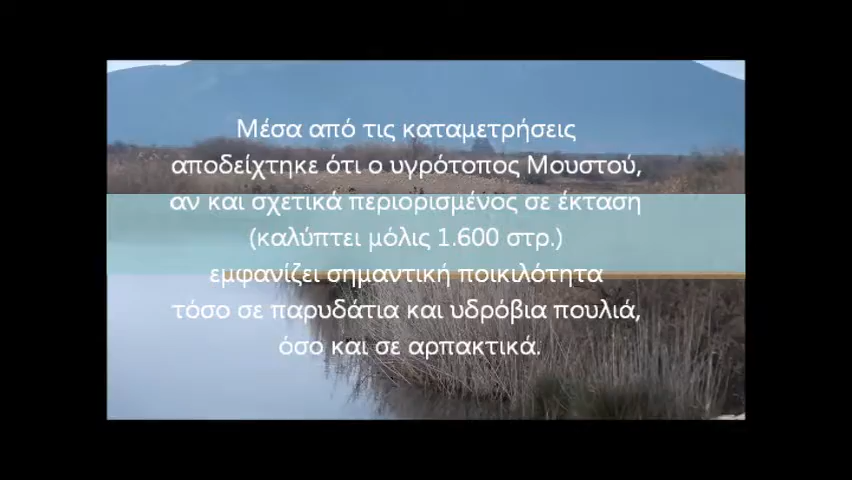 Μέσα από τις καταμετρήσεις
αποδείχτηκε ότι ο υγρότοπος Μουστού,
αν και σχετικά περιορισμένος σε έκταση
(καλύπτει μόλις 1.600 στρ.)
εμφανίζει σημαντική ποικιλότητα
τόσο σε παρυδάτια και υδρόβια πουλιά,
όσο και σε αρπακτικά.